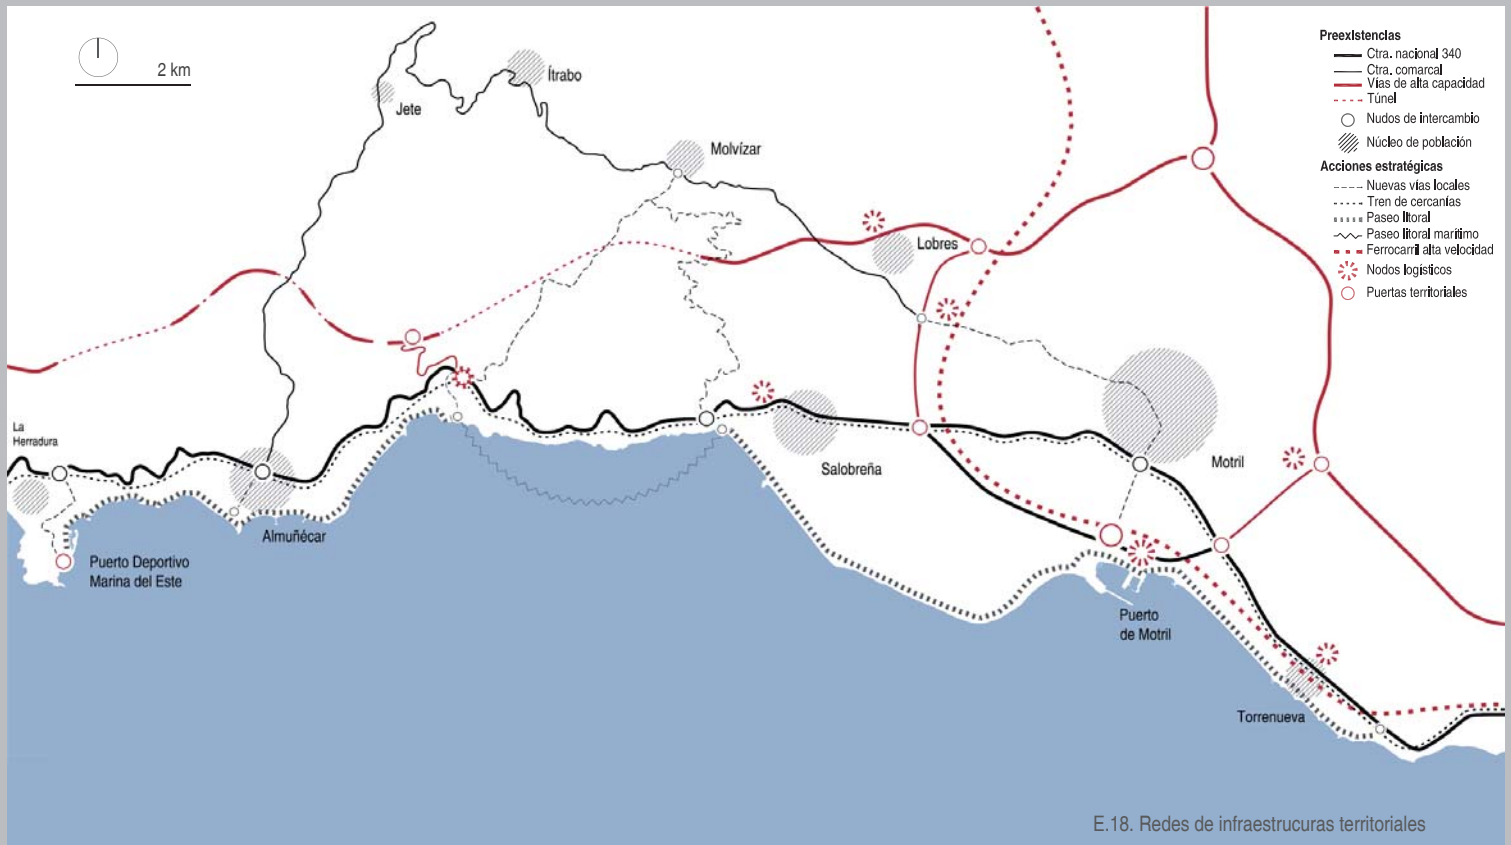 2 km
Ítrabo
Jete
Molvízar
Lobres
La
Herradura
Almuñécar
Puerto Deportivo
Marina del Este
Salobreña
Motril
Puerto
de Motril
Torrenueva
Preexistencias
Ctra. nacional 340
Ctra. comarcal
Vías de alta capacidad
Túnel
Nudos de intercambio
Núcleo de población
Acciones estratégicas
Nuevas vías locales
Tren de cercanías
Paseo litoral
Paseo litoral marítimo
Ferrocarril alta velocidad
Nodos logísticos
Puertas territoriales
E.18. Redes de infraestrucuras territoriales